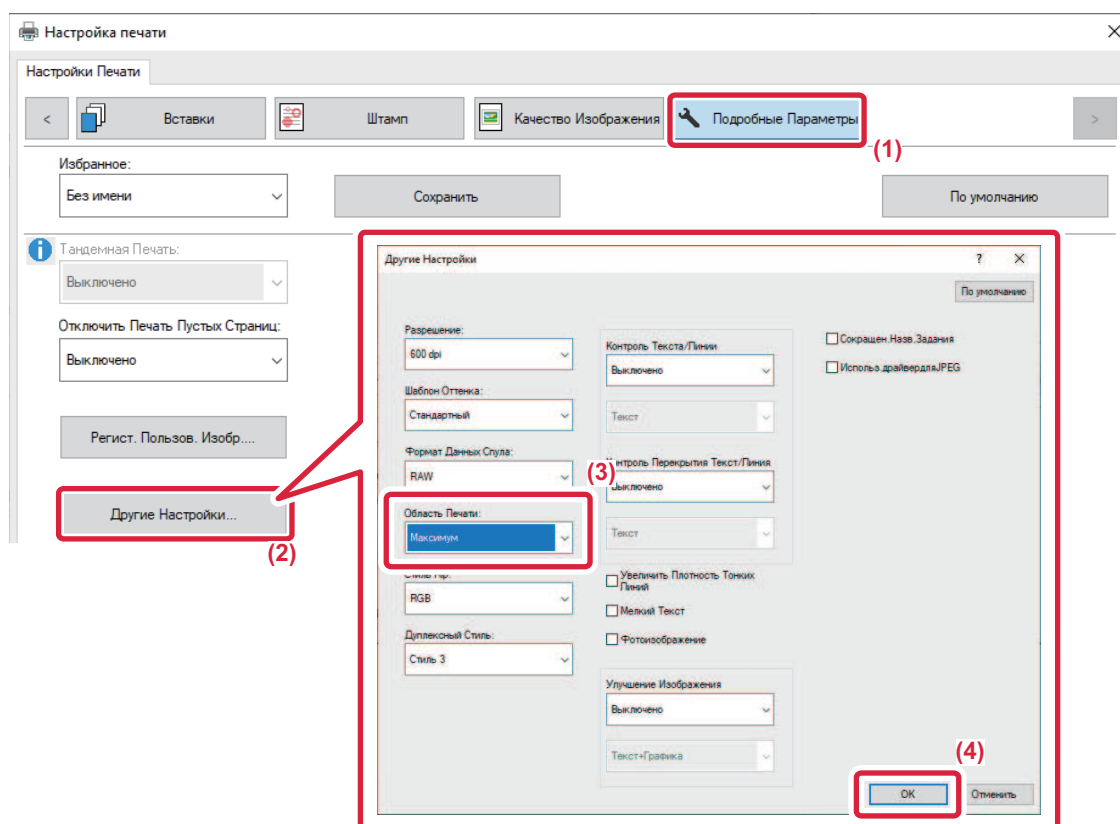 Настройка печати
Настройки Печати
< Вставки Штамп Качество Изображения Подробные Параметры >
(1)
Избранное:
Без имени Сохранить По умолчанию
Тандемная Печать:
Выключено
Отключить Печать Пустых Страниц:
Выключено
Регист. Пользов. Изобр....
Другие Настройки...
(2)
Другие Настройки ?
По умолчанию
Разрешение:
600 dpi
Шаблон Оттенка:
Стандартный
Формат Данных Спула:
RAW
(3)
Область Печати:
Максимум
RGB
Дуплексный Стиль:
Стиль 3
Контроль Текста/Линии
Выключено
Текст
Контроль Перекрытия Текст/Линия
Выключено
Текст
Увеличить Плотность Тонких
Линий
Мелкий Текст
Фотоизображение
Улучшение Изображения
Выключено
Текст+Графика
Сокращен.Назв.Задания
Использ.драйвердляJPEG
(4)
OK Отменить